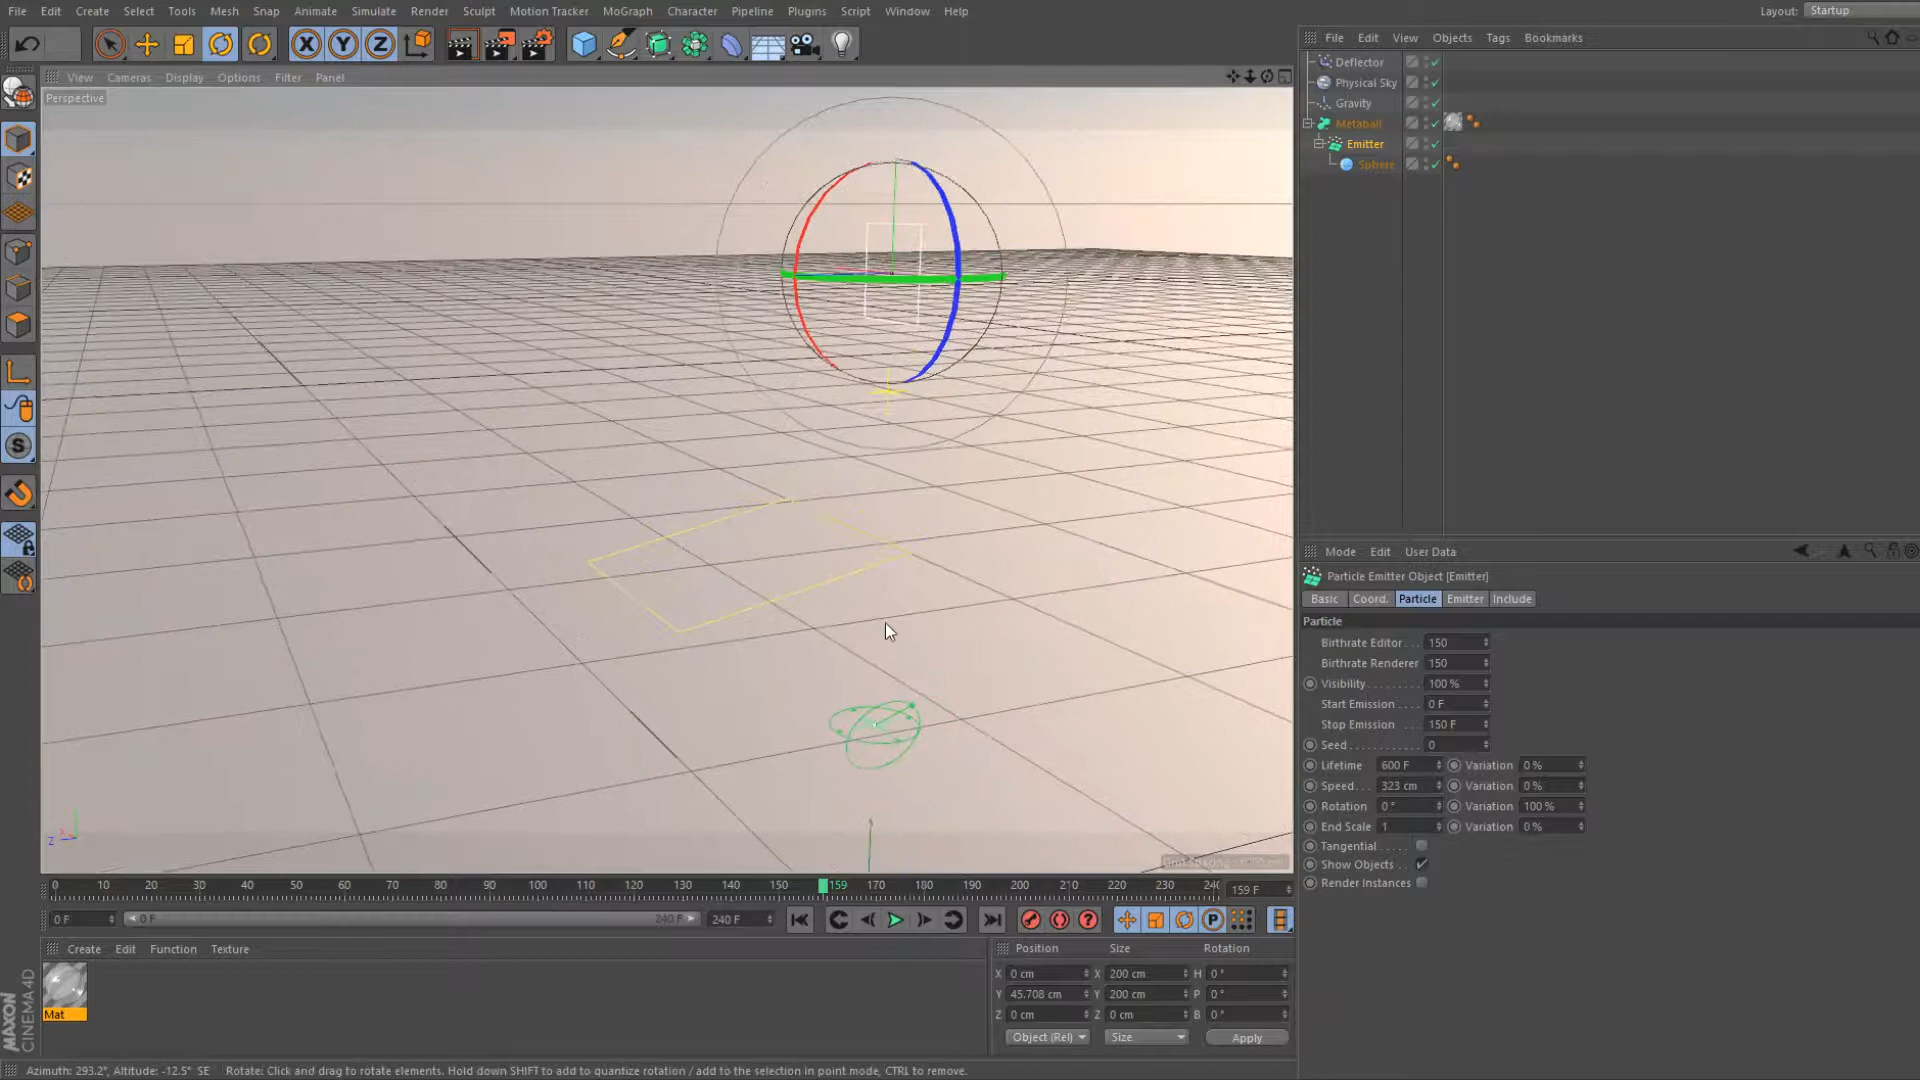 File Edit Create Select Tools Mesh Snap Animate Simulate Render Sculpt Motion Tracker MoGraph Character Pipeline Plugins Script Window Help
Layout: Startup
View Cameras Display Options Filter Panel
Perspective
File Edit View Objects Tags Bookmarks
Deflector
Physical Sky
Gravity
Metaball
Emitter
Sphere
X Y Z
S
Mode Edit User Data
Particle Emitter Object [Emitter]
Basic Coord. Particle Emitter Include
Particle
Birthrate Editor . . . 150
Birthrate Renderer 150
Visibility . . . . . . . . 100 %
Start Emission . . . 0 F
Stop Emission . . . 150 F
Seed . . . . . . . . . . . 0
Lifetime 600 F Variation 0 %
Speed. . . 323 cm Variation 0 %
Rotation 0 ° Variation 100 %
End Scale 1 Variation 0 %
Tangential . . . . .
Show Objects . .
Render Instances
Z X
0 10 20 30 40 50 60 70 80 90 100 110 120 130 140 150 159 170 180 190 200 210 220 230 240
159 F
0 F 0 F 240 F 240 F
P
Create Edit Function Texture
Mat
MAXON
CINEMA 4D
Position Size Rotation
X 0 cm X 200 cm H 0 °
Y 45.708 cm Y 200 cm P 0 °
Z 0 cm Z 0 cm B 0 °
Object (Rel) Size Apply
Azimuth: 293.2°, Altitude: -12.5° SE Rotate: Click and drag to rotate elements. Hold down SHIFT to add to quantize rotation / add to the selection in point mode, CTRL to remove.